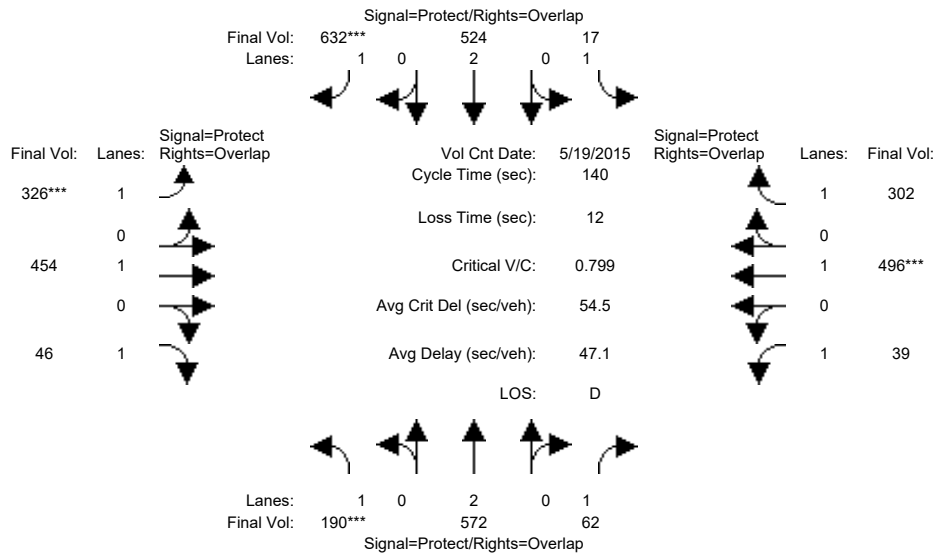 Signal=Protect/Rights=Overlap
Final Vol: 632*** 524 17
Lanes: 1 0 2 0 1
Signal=Protect
Final Vol: Lanes: Rights=Overlap
Vol Cnt Date: 5/19/2015
Signal=Protect
Rights=Overlap Lanes: Final Vol:
Cycle Time (sec): 140
326*** 1
1 302
Loss Time (sec): 12
0
0
454 1
Critical V/C: 0.799
1 496***
0
Avg Crit Del (sec/veh): 54.5
0
46 1
Avg Delay (sec/veh): 47.1
1 39
LOS: D
Lanes: 1 0 2 0 1
Final Vol: 190*** 572 62
Signal=Protect/Rights=Overlap